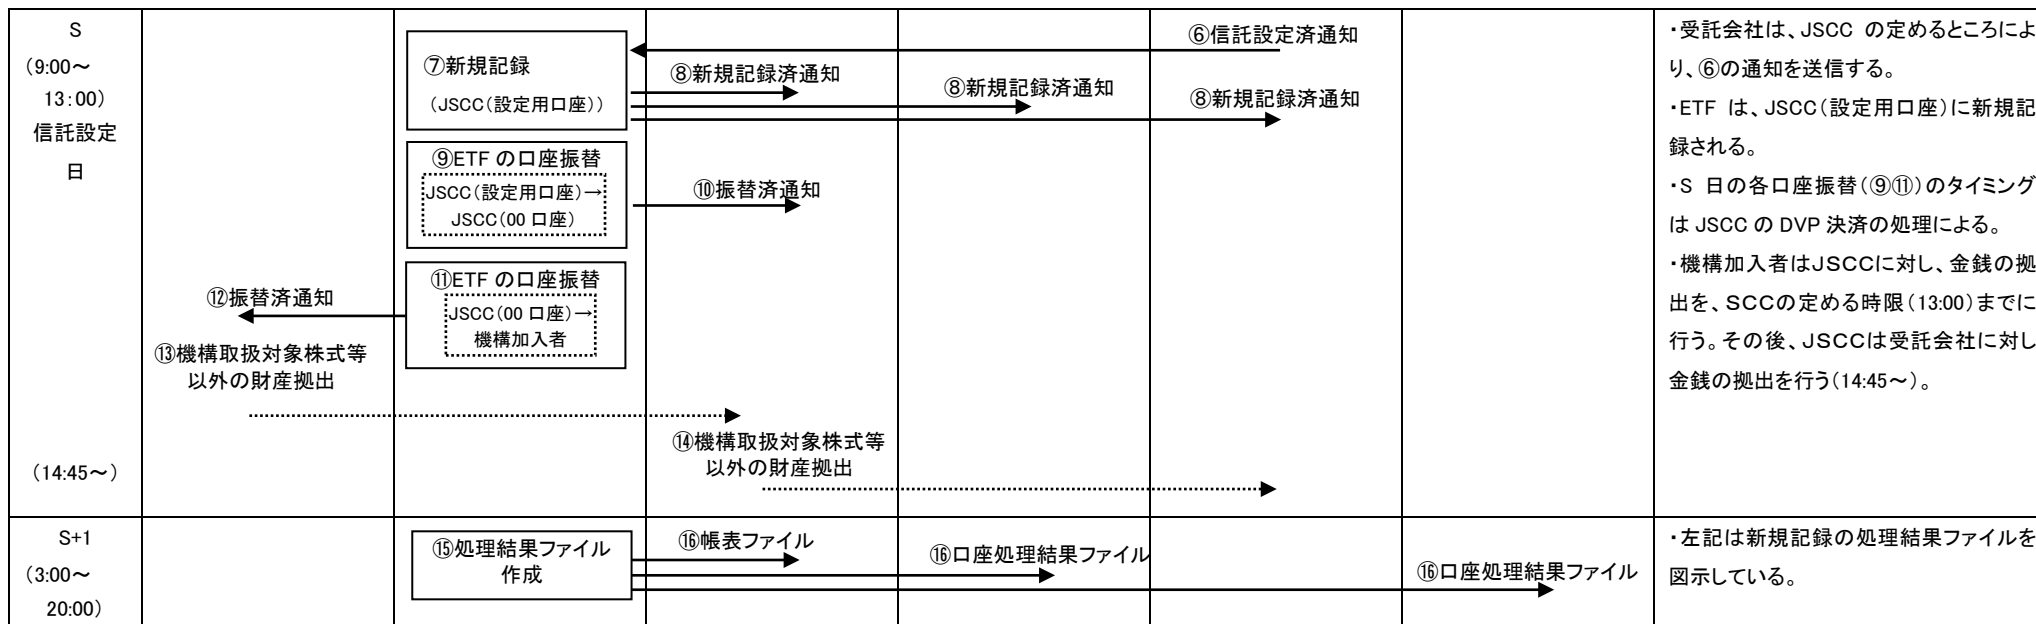 S
（9:00～
13:00）
信託設定
日
（14:45～）
⑥信託設定済通知
⑦新規記録
（JSCC（設定用口座））
⑧新規記録済通知
⑧新規記録済通知
⑧新規記録済通知
⑨ETF の口座振替
JSCC（設定用口座）→
JSCC（00 口座）
⑩振替済通知
⑪ETF の口座振替
JSCC（00 口座）→
機構加入者
⑫振替済通知
⑬機構取扱対象株式等
以外の財産拠出
⑭機構取扱対象株式等
以外の財産拠出
・受託会社は、JSCC の定めるところによ
り、⑥の通知を送信する。
・ETF は、JSCC（設定用口座）に新規記
録される。
・S 日の各口座振替（⑨⑪）のタイミング
は JSCC の DVP 決済の処理による。
・機構加入者はＪＳＣＣに対し、金銭の拠
出を、ＳＣＣの定める時限（13:00）までに
行う。その後、ＪＳＣＣは受託会社に対し
金銭の拠出を行う（14:45～）。
S+1
（3:00～
20:00）
⑮処理結果ファイル
作成
⑯帳表ファイル
⑯口座処理結果ファイル
⑯口座処理結果ファイル
・左記は新規記録の処理結果ファイルを
図示している。